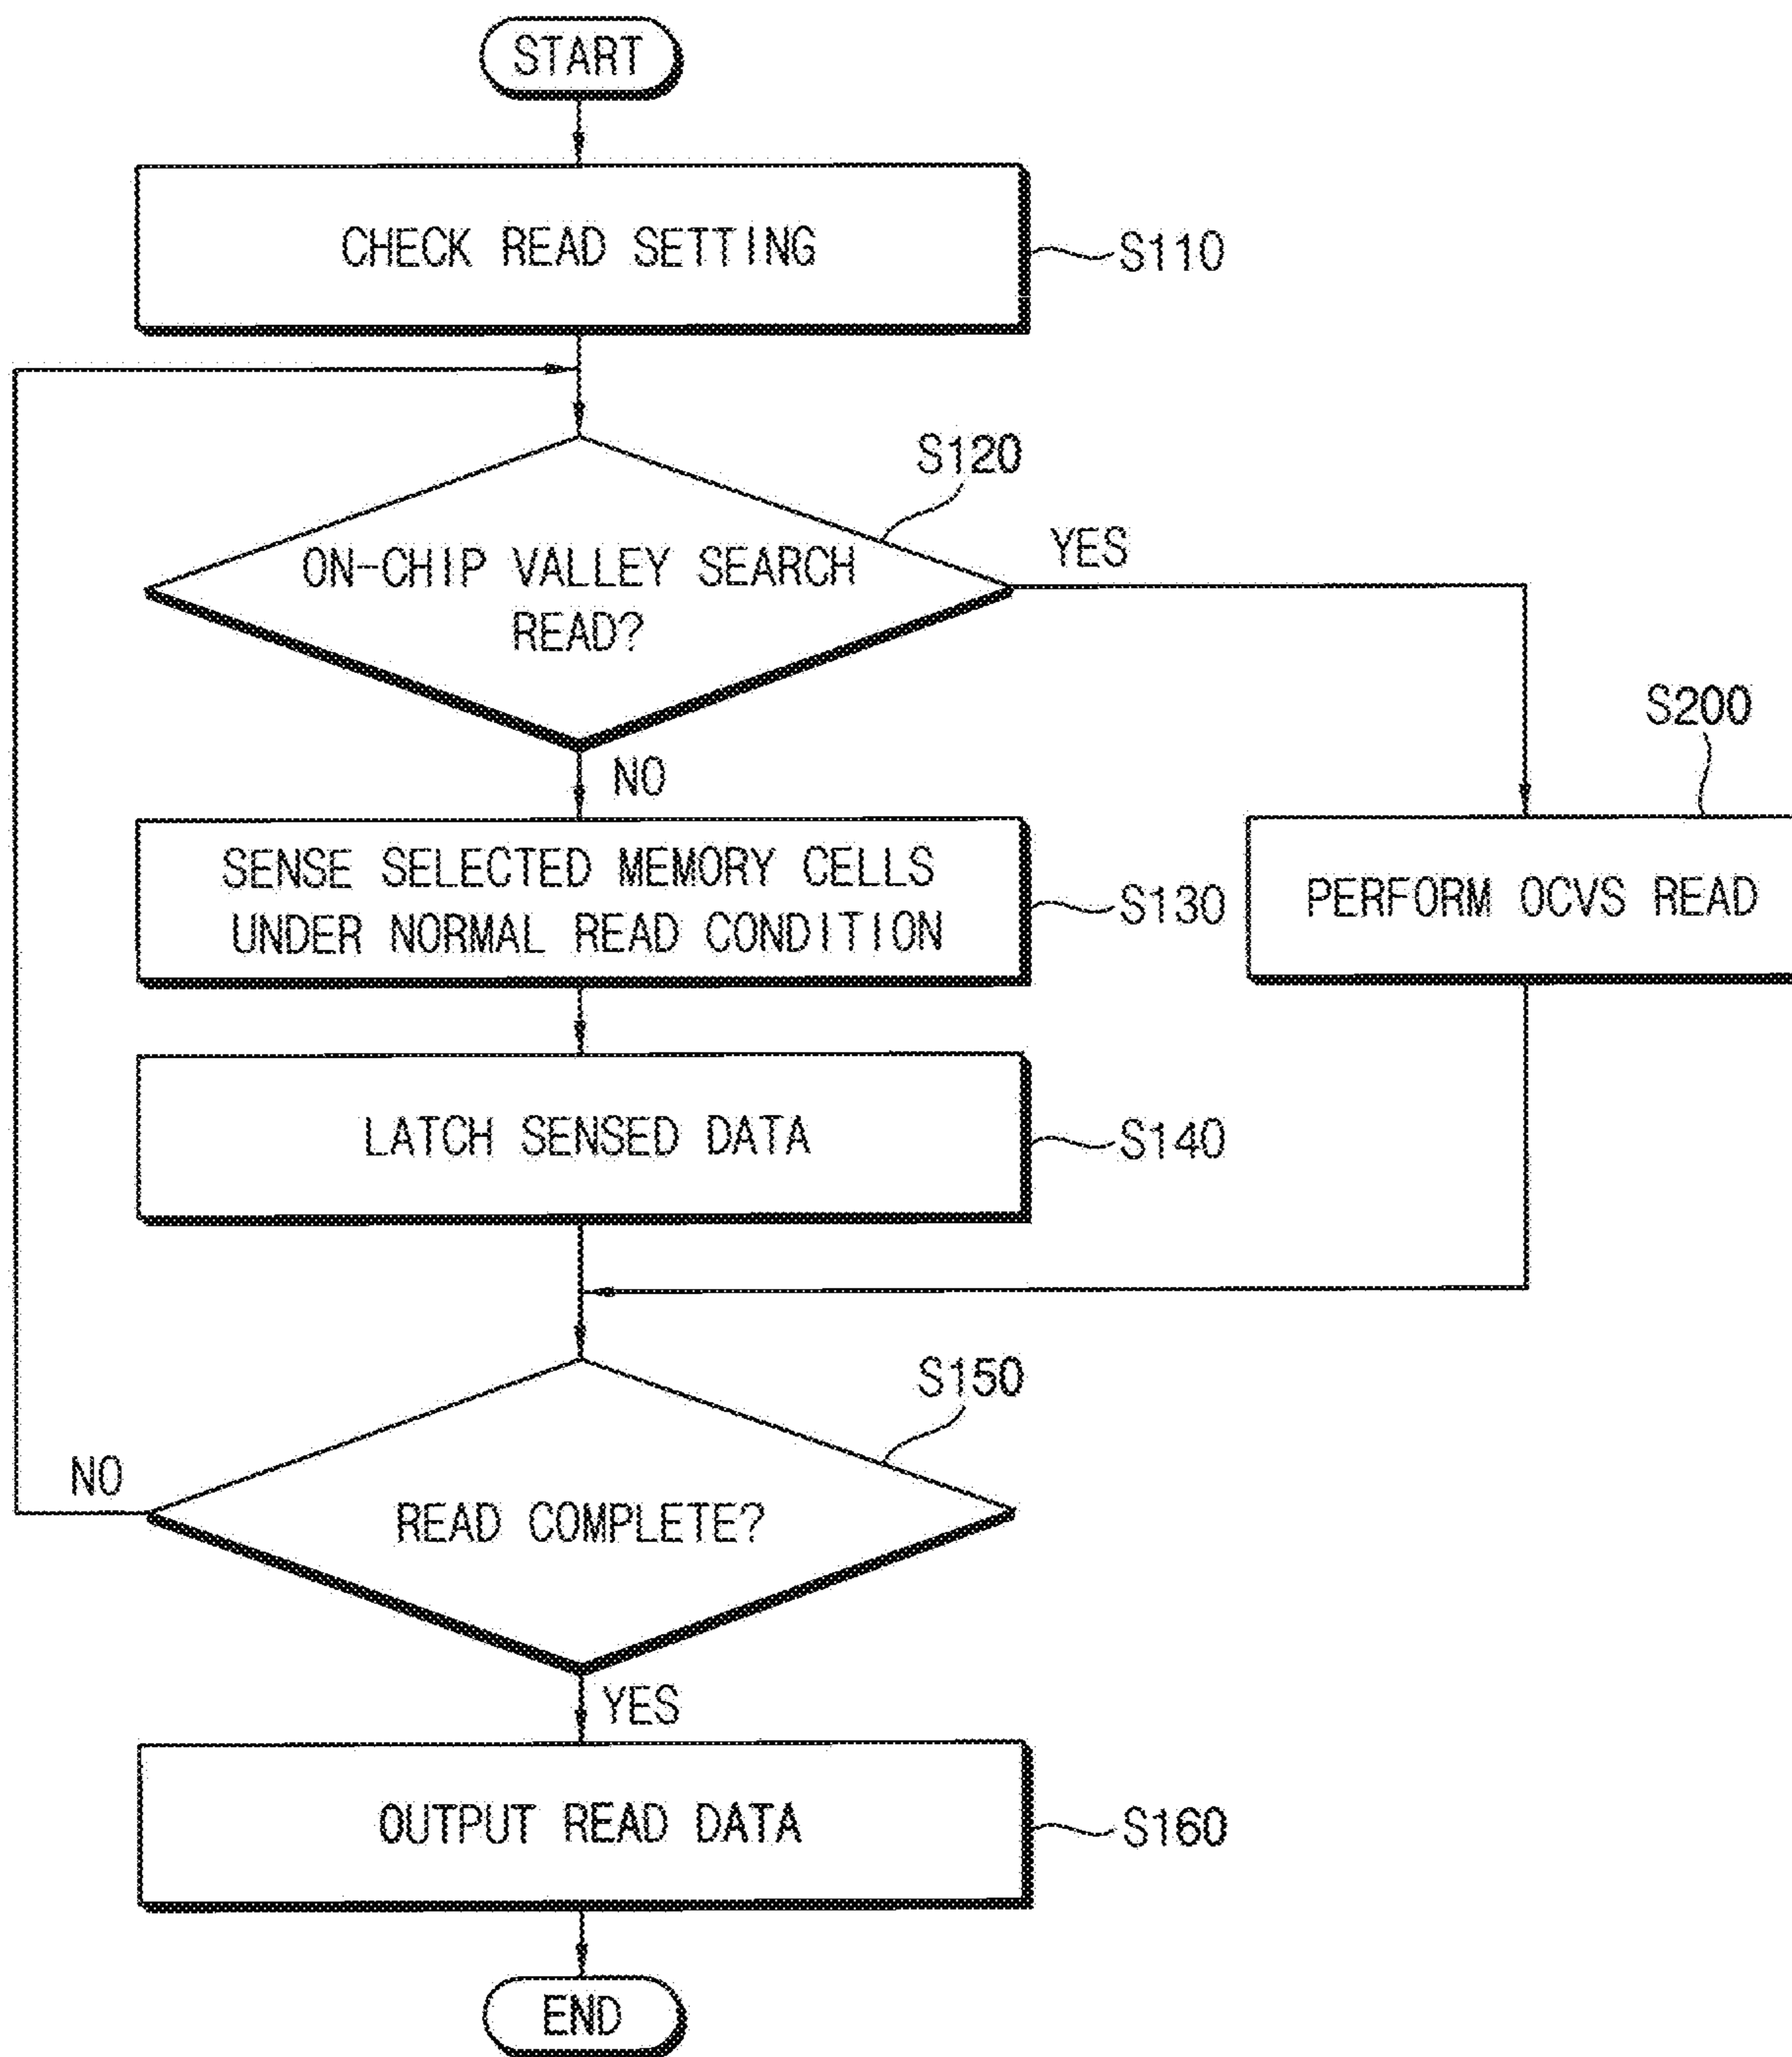 START
CHECK READ SETTING
S110
S120
ON-CHIP VALLEY SEARCH
READ?
YES
NO
S200
SENSE SELECTED MEMORY CELLS
UNDER NORMAL READ CONDITION
S130
PERFORM OCVS READ
LATCH SENSED DATA
S140
S150
NO
READ COMPLETE?
YES
OUTPUT READ DATA
S160
END